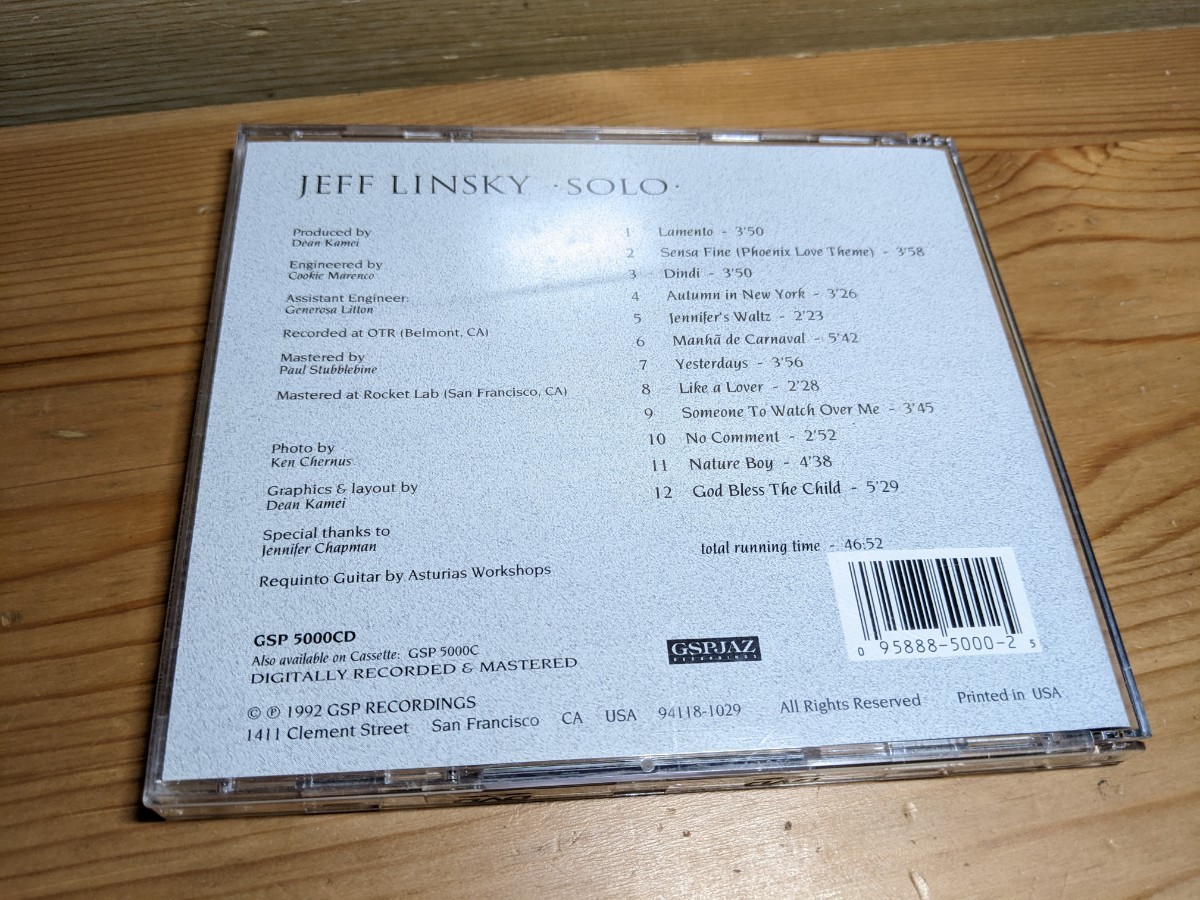 JEFF LINSKY ·SOLO·
Produced by
Dean Kamei
Engineered by
Cookie Marenco
Assistant Engineer:
Generosa Litton
Recorded at OTR (Belmont, CA)
Mastered by
Paul Stubblebine
Mastered at Rocket Lab (San Francisco, CA)
Photo by
Ken Chernus
Graphics & layout by
Dean Kamei
Special thanks to
Jennifer Chapman
Requinto Guitar by Asturias Workshops
1 Lamento - 3'50
2 Sensa Fine (Phoenix Love Theme) - 3'58
3 Dindi - 3'50
4 Autumn in New York - 3'26
5 Jennifer's Waltz - 2'23
6 Manhã de Carnaval - 5'42
7 Yesterdays - 3'56
8 Like a Lover - 2'28
9 Someone To Watch Over Me - 3'45
10 No Comment - 2'52
11 Nature Boy - 4'38
12 God Bless The Child - 5'29
total running time - 46:52
GSP 5000CD
Also available on Cassette: GSP 5000C
DIGITALLY RECORDED & MASTERED
GSPJAZ
RECORDINGS
0 95888-5000-2 5
© ℗ 1992 GSP RECORDINGS
1411 Clement Street San Francisco CA USA 94118-1029 All Rights Reserved Printed in USA